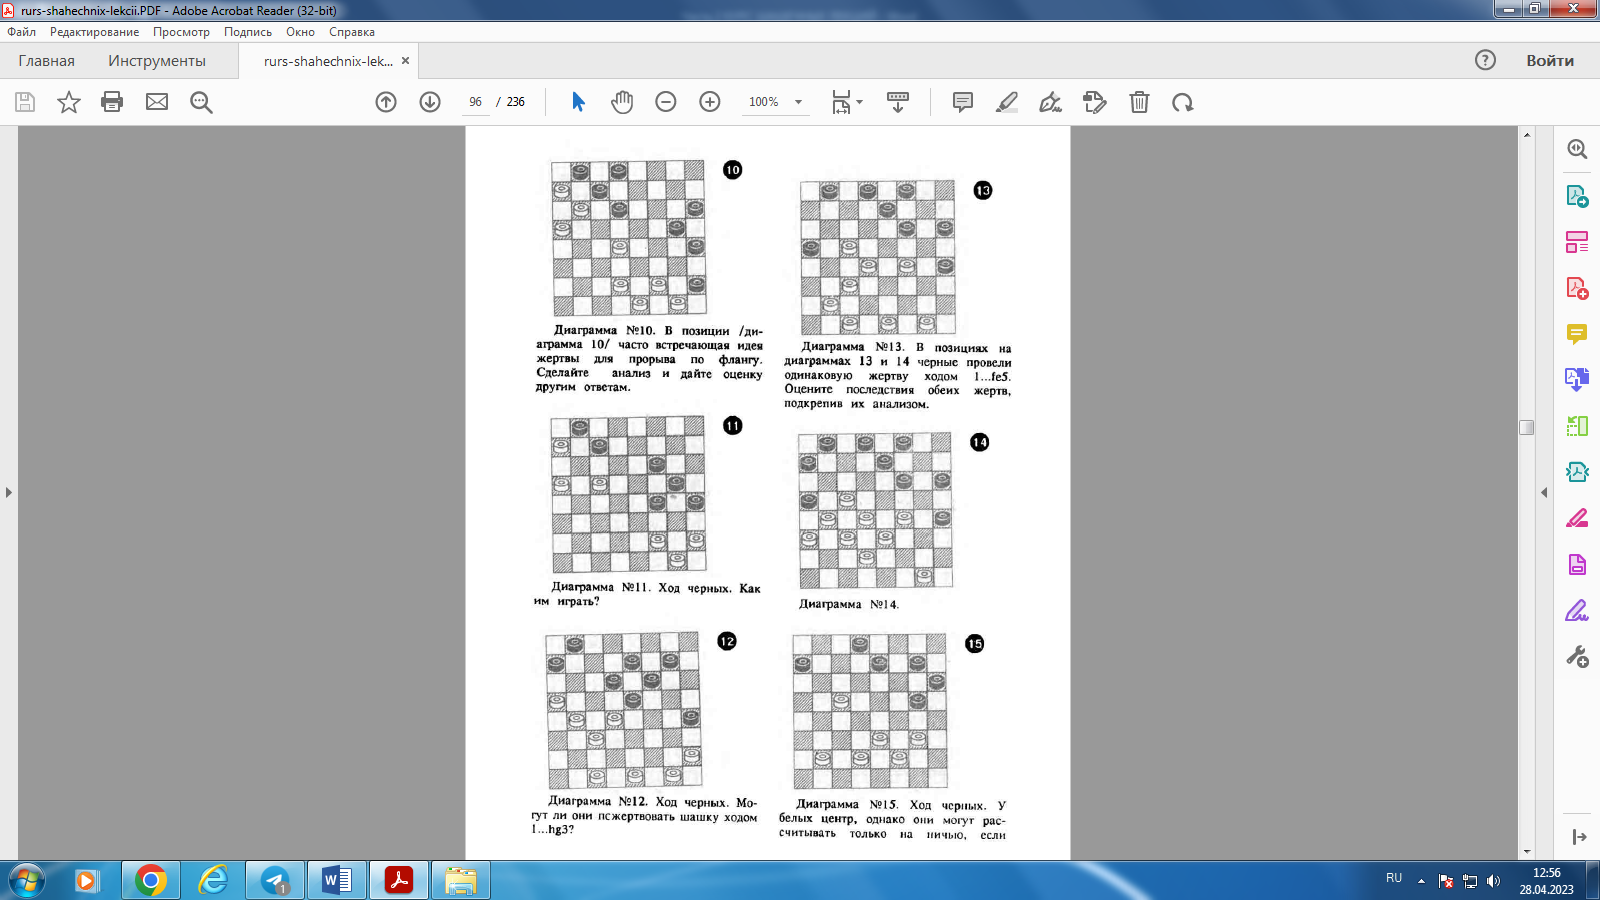 rurs-shahechnix-lekcii.PDF - Adobe Acrobat Reader (32-bit)
Файл Редактирование Просмотр Подпись Окно Справка
Главная Инструменты rurs-shahechnix-lek... × Войти
96 / 236 100%
10
Диаграмма №10. В позиции /ди-
аграмма 10/ часто встречающая идея
жертвы для прорыва по флангу.
Сделайте анализ и дайте оценку
другим ответам.
11
Диаграмма №11. Ход черных. Как
им играть?
12
Диаграмма №12. Ход черных. Мо-
гут ли они пожертвовать шашку ходом
1...hg3?
13
Диаграмма №13. В позициях на
диаграммах 13 и 14 черные провели
одинаковую жертву ходом 1...fe5.
Оцените последствия обеих жертв,
подкрепив их анализом.
14
Диаграмма №14.
15
Диаграмма №15. Ход черных. У
белых центр, однако они могут рас-
считывать только на ничью, если
1
RU
12:56
28.04.2023